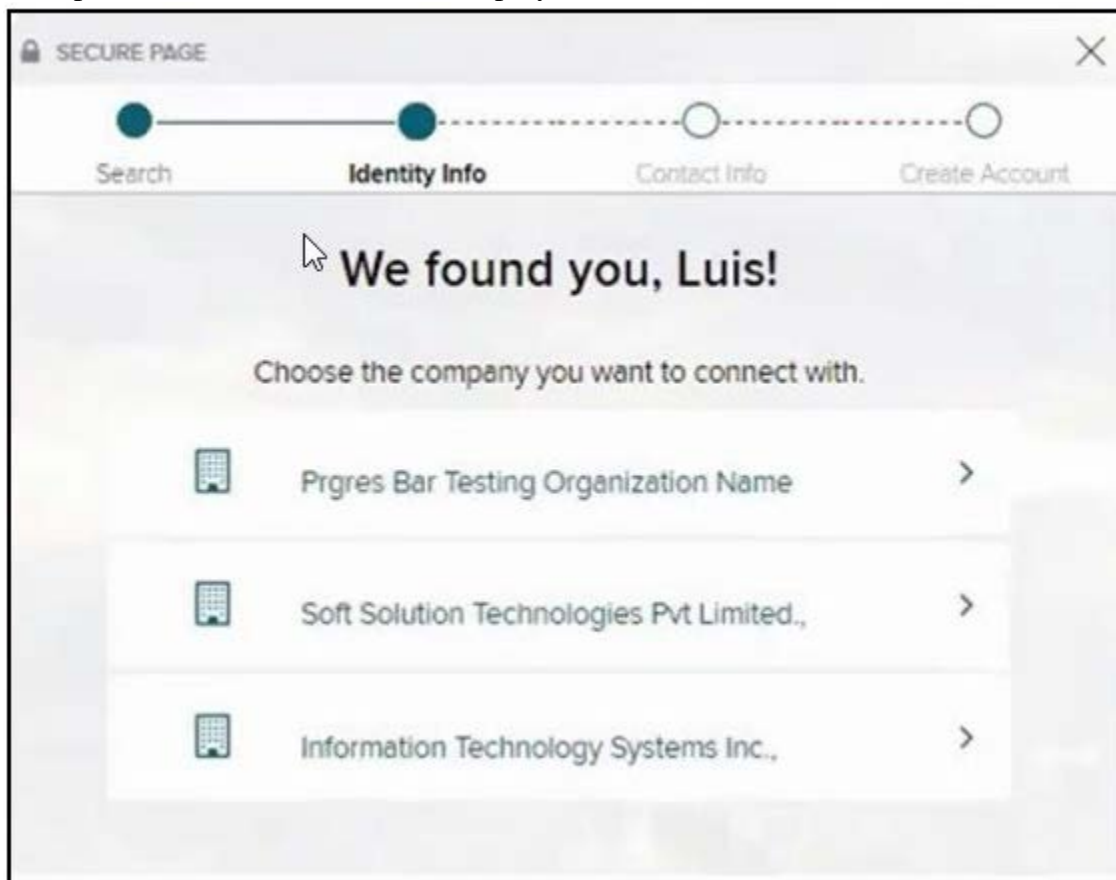 SECURE PAGE
Search Identity Info Contact Info Create Account
We found you, Luis!
Choose the company you want to connect with.
Prgres Bar Testing Organization Name
Soft Solution Technologies Pvt Limited.,
Information Technology Systems Inc.,